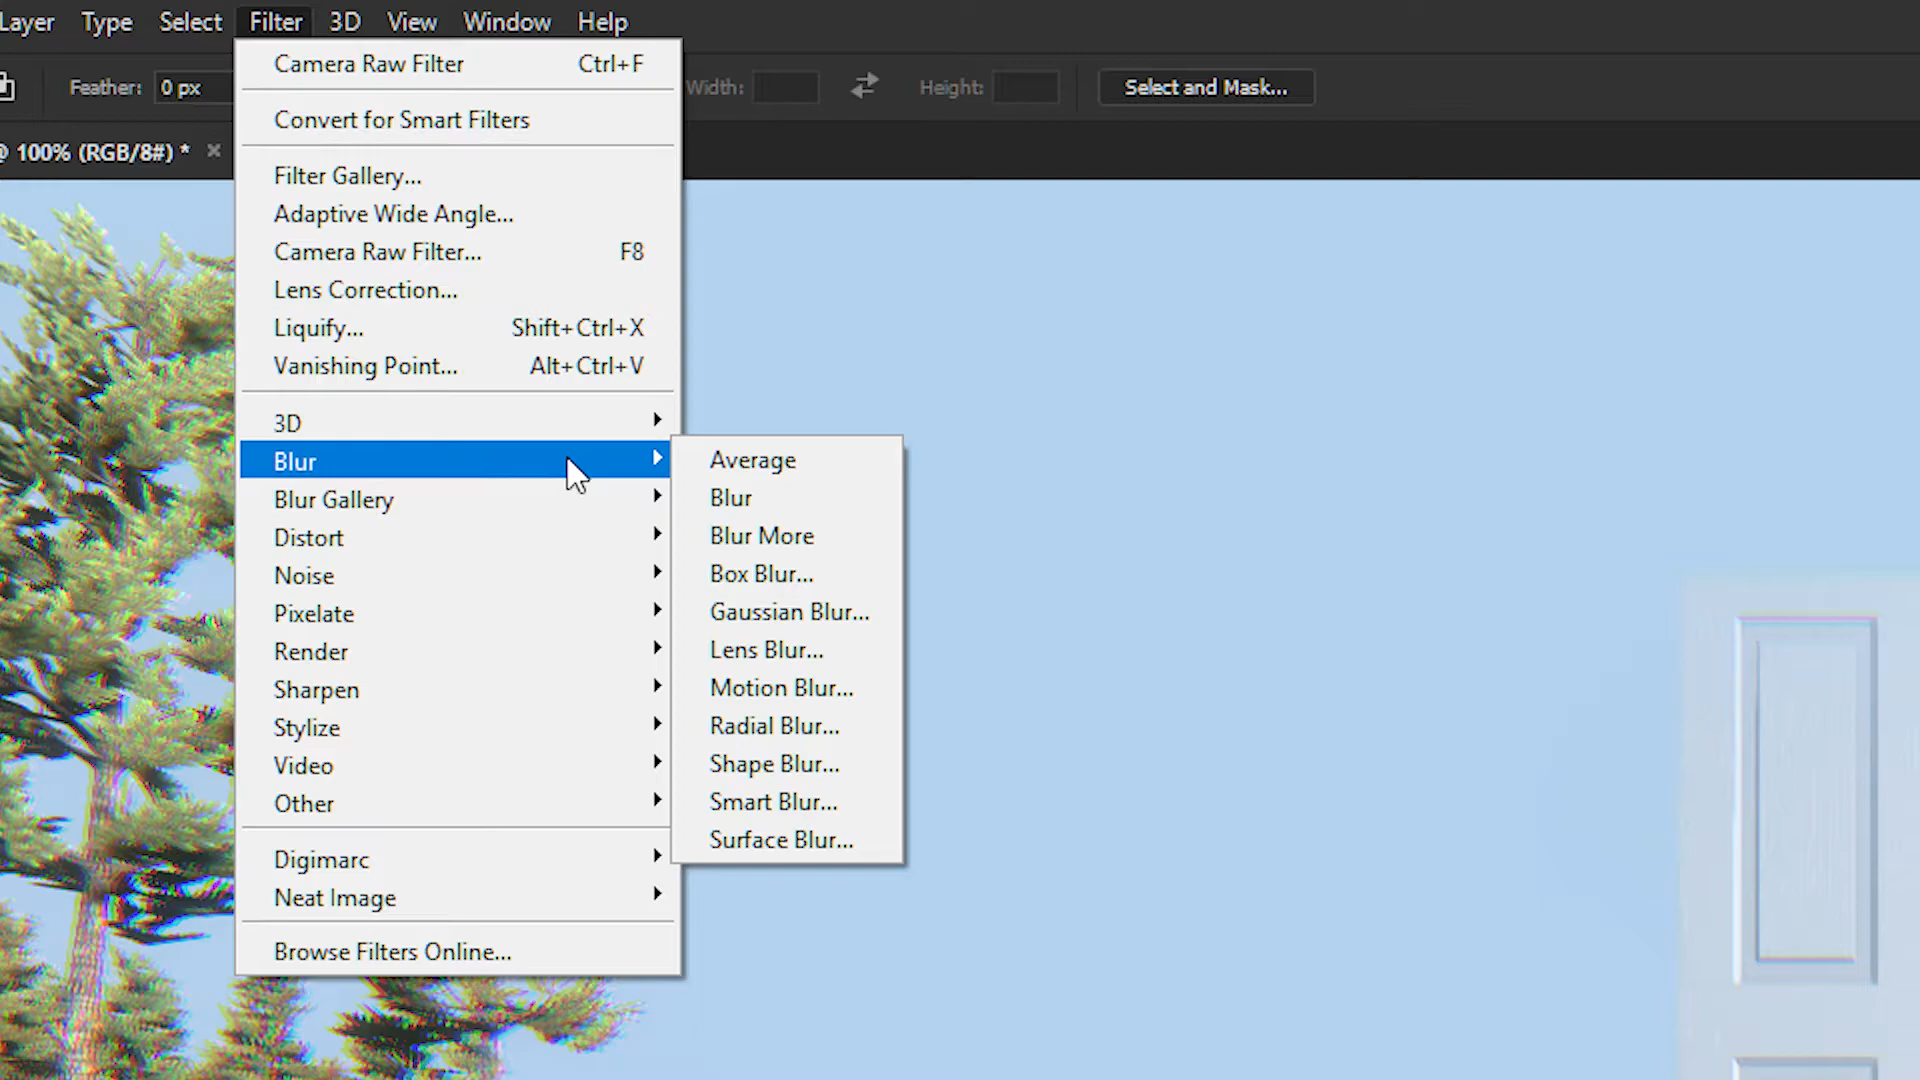 Layer Type Select Filter 3D View Window Help
Feather: 0 px Width: Height: Select and Mask...
100% (RGB/8#) * ×
Camera Raw Filter Ctrl+F
Convert for Smart Filters
Filter Gallery...
Adaptive Wide Angle...
Camera Raw Filter... F8
Lens Correction...
Liquify... Shift+Ctrl+X
Vanishing Point... Alt+Ctrl+V
3D
Blur
Blur Gallery
Distort
Noise
Pixelate
Render
Sharpen
Stylize
Video
Other
Digimarc
Neat Image
Browse Filters Online...
Average
Blur
Blur More
Box Blur...
Gaussian Blur...
Lens Blur...
Motion Blur...
Radial Blur...
Shape Blur...
Smart Blur...
Surface Blur...